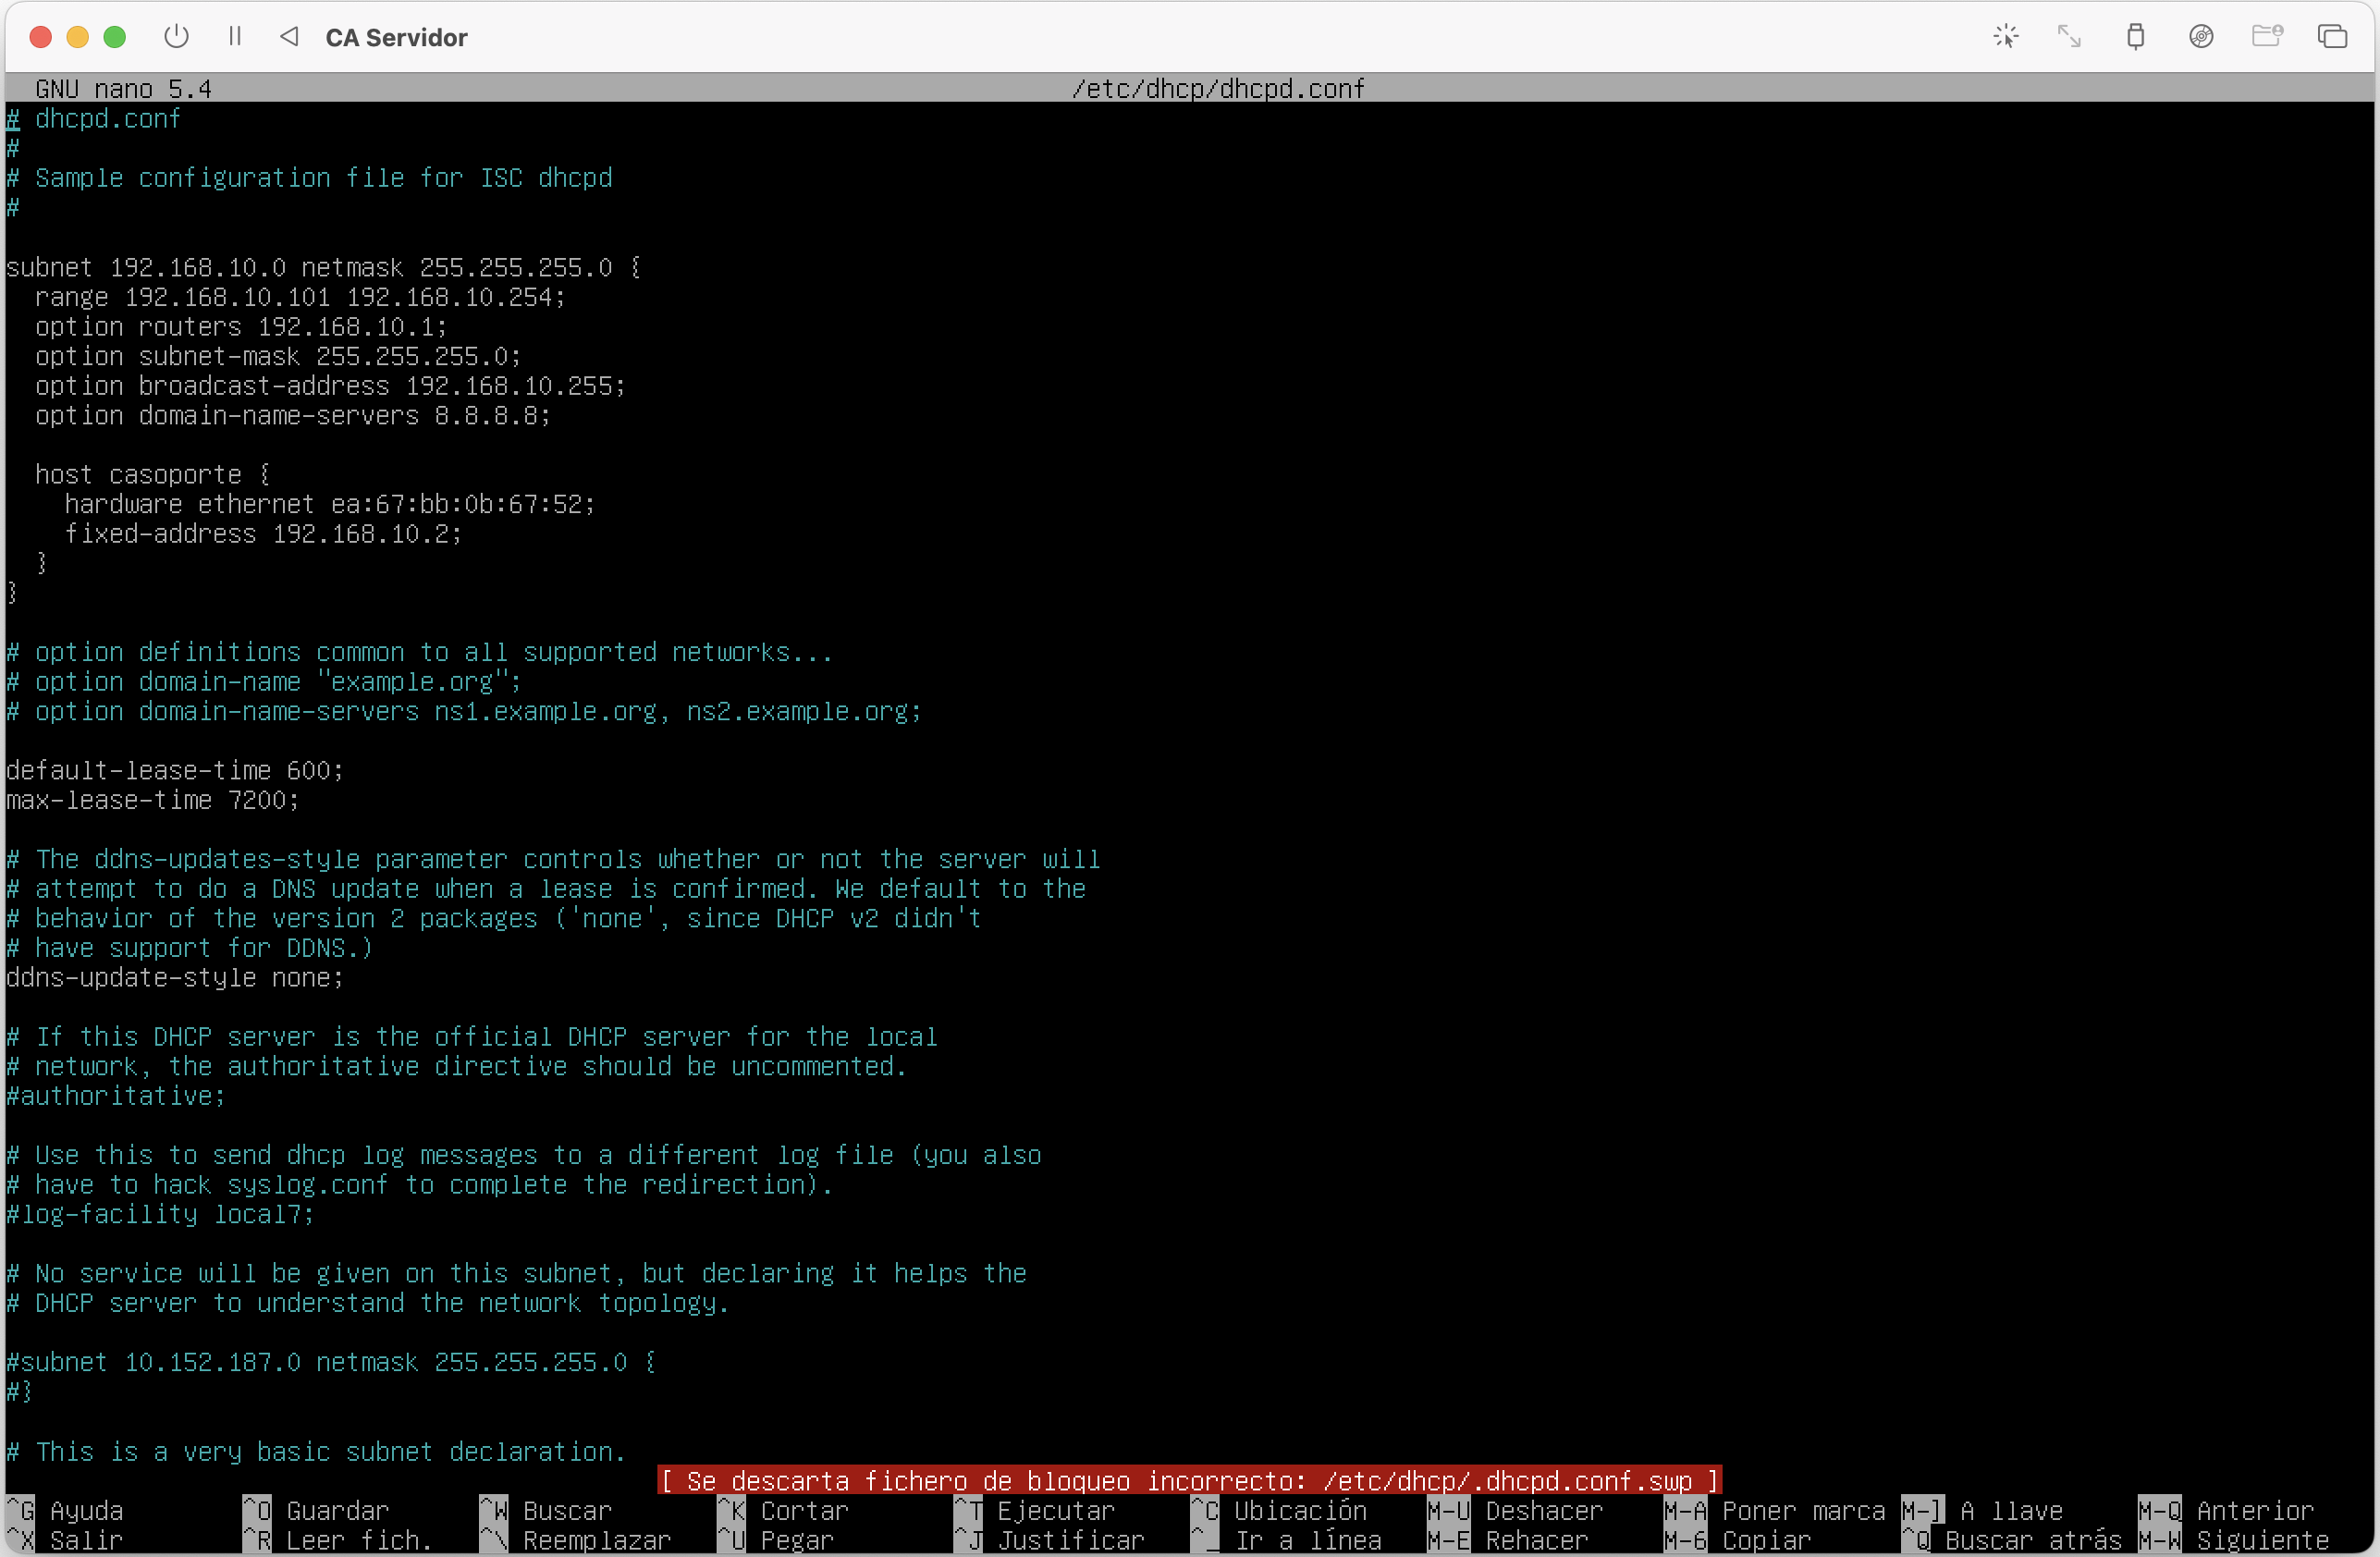 CA Servidor
GNU nano 5.4 /etc/dhcp/dhcpd.conf
# dhcpd.conf
#
# Sample configuration file for ISC dhcpd
#
subnet 192.168.10.0 netmask 255.255.255.0 {
range 192.168.10.101 192.168.10.254;
option routers 192.168.10.1;
option subnet-mask 255.255.255.0;
option broadcast-address 192.168.10.255;
option domain-name-servers 8.8.8.8;
host casoporte {
hardware ethernet ea:67:bb:0b:67:52;
fixed-address 192.168.10.2;
}
}
# option definitions common to all supported networks...
# option domain-name "example.org";
# option domain-name-servers ns1.example.org, ns2.example.org;
default-lease-time 600;
max-lease-time 7200;
# The ddns-updates-style parameter controls whether or not the server will
# attempt to do a DNS update when a lease is confirmed. We default to the
# behavior of the version 2 packages ('none', since DHCP v2 didn't
# have support for DDNS.)
ddns-update-style none;
# If this DHCP server is the official DHCP server for the local
# network, the authoritative directive should be uncommented.
#authoritative;
# Use this to send dhcp log messages to a different log file (you also
# have to hack syslog.conf to complete the redirection).
#log-facility local7;
# No service will be given on this subnet, but declaring it helps the
# DHCP server to understand the network topology.
#subnet 10.152.187.0 netmask 255.255.255.0 {
#}
# This is a very basic subnet declaration.
[ Se descarta fichero de bloqueo incorrecto: /etc/dhcp/.dhcpd.conf.swp ]
^G Ayuda ^O Guardar ^W Buscar ^K Cortar ^T Ejecutar ^C Ubicación M-U Deshacer M-A Poner marca M-] A llave M-Q Anterior
^X Salir ^R Leer fich. ^\ Reemplazar ^U Pegar ^J Justificar ^_ Ir a línea M-E Rehacer M-6 Copiar ^Q Buscar atrás M-W Siguiente